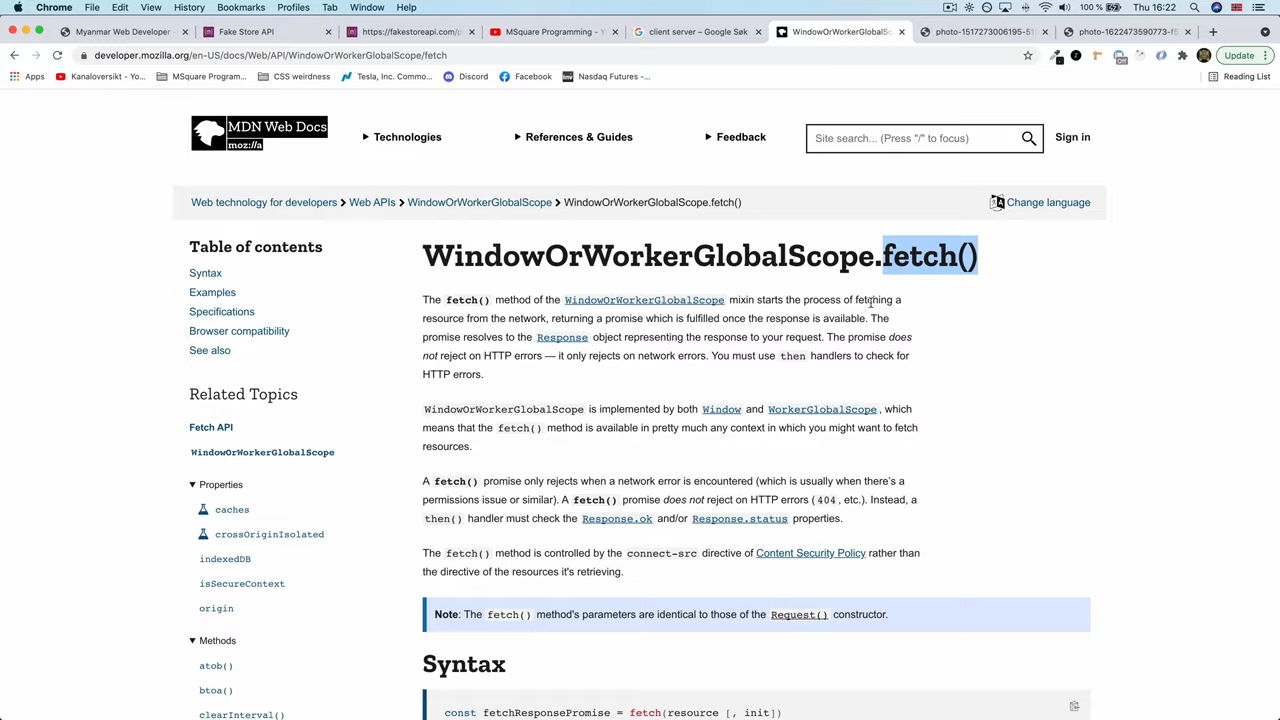 Chrome File Edit View History Bookmarks Profiles Tab Window Help 100 % Thu 16:22
Myanmar Web Developer - Fake Store API https://fakestoreapi.com/p MSquare Programming - Yo client server – Google Søk WindowOrWorkerGlobalSc photo-1517273006195-51 photo-1622473590773-f5
developer.mozilla.org/en-US/docs/Web/API/WindowOrWorkerGlobalScope/fetch Update
Apps Kanaloversikt - Yo... MSquare Program... CSS weirdness Tesla, Inc. Commo... Discord Facebook Nasdaq Futures -... Reading List
MDN Web Docs
moz://a
Technologies References & Guides Feedback Site search... (Press "/" to focus) Sign in
Web technology for developers Web APIs WindowOrWorkerGlobalScope WindowOrWorkerGlobalScope.fetch() Change language
Table of contents
Syntax
Examples
Specifications
Browser compatibility
See also
Related Topics
Fetch API
WindowOrWorkerGlobalScope
Properties
caches
crossOriginIsolated
indexedDB
isSecureContext
origin
Methods
atob()
btoa()
clearInterval()
WindowOrWorkerGlobalScope.fetch()
The fetch() method of the WindowOrWorkerGlobalScope mixin starts the process of fetching a
resource from the network, returning a promise which is fulfilled once the response is available. The
promise resolves to the Response object representing the response to your request. The promise does
not reject on HTTP errors — it only rejects on network errors. You must use then handlers to check for
HTTP errors.
WindowOrWorkerGlobalScope is implemented by both Window and WorkerGlobalScope, which
means that the fetch() method is available in pretty much any context in which you might want to fetch
resources.
A fetch() promise only rejects when a network error is encountered (which is usually when there's a
permissions issue or similar). A fetch() promise does not reject on HTTP errors (404, etc.). Instead, a
then() handler must check the Response.ok and/or Response.status properties.
The fetch() method is controlled by the connect-src directive of Content Security Policy rather than
the directive of the resources it's retrieving.
Note: The fetch() method's parameters are identical to those of the Request() constructor.
Syntax
const fetchResponsePromise = fetch(resource [, init])